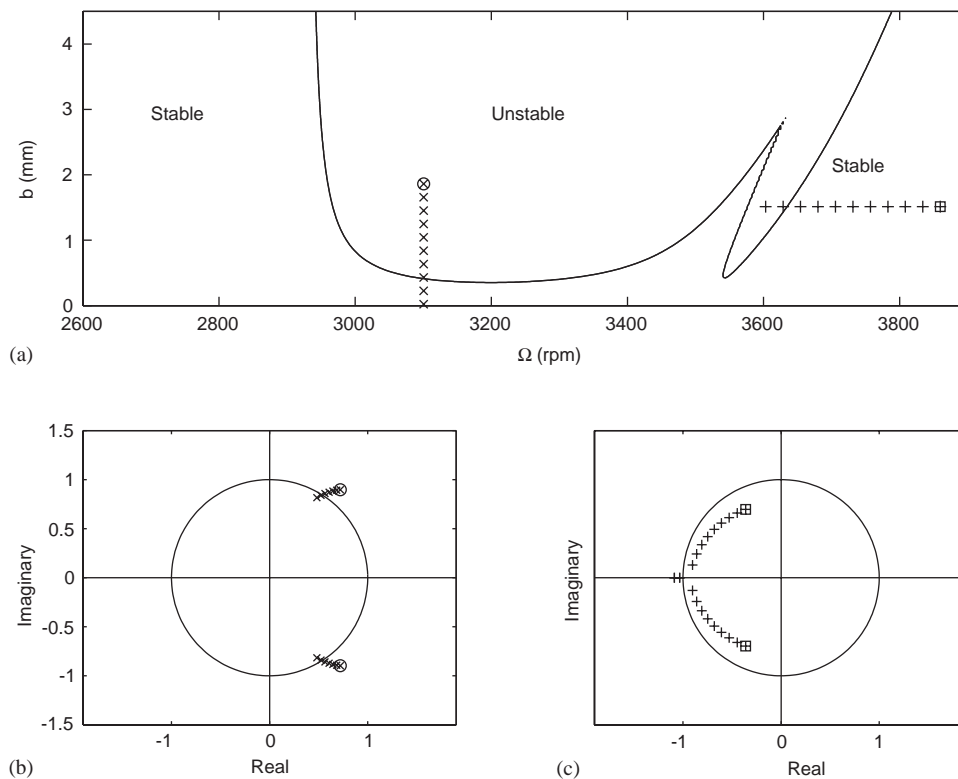 4
3
2
1
0
b (mm)
Stable
Unstable
Stable
2600
2800
3000
3200
3400
3600
3800
Ω (rpm)
(a)
1.5
1
0.5
0
-0.5
-1
-1.5
Imaginary
-1
0
1
Real
(b)
Imaginary
-1
0
1
Real
(c)